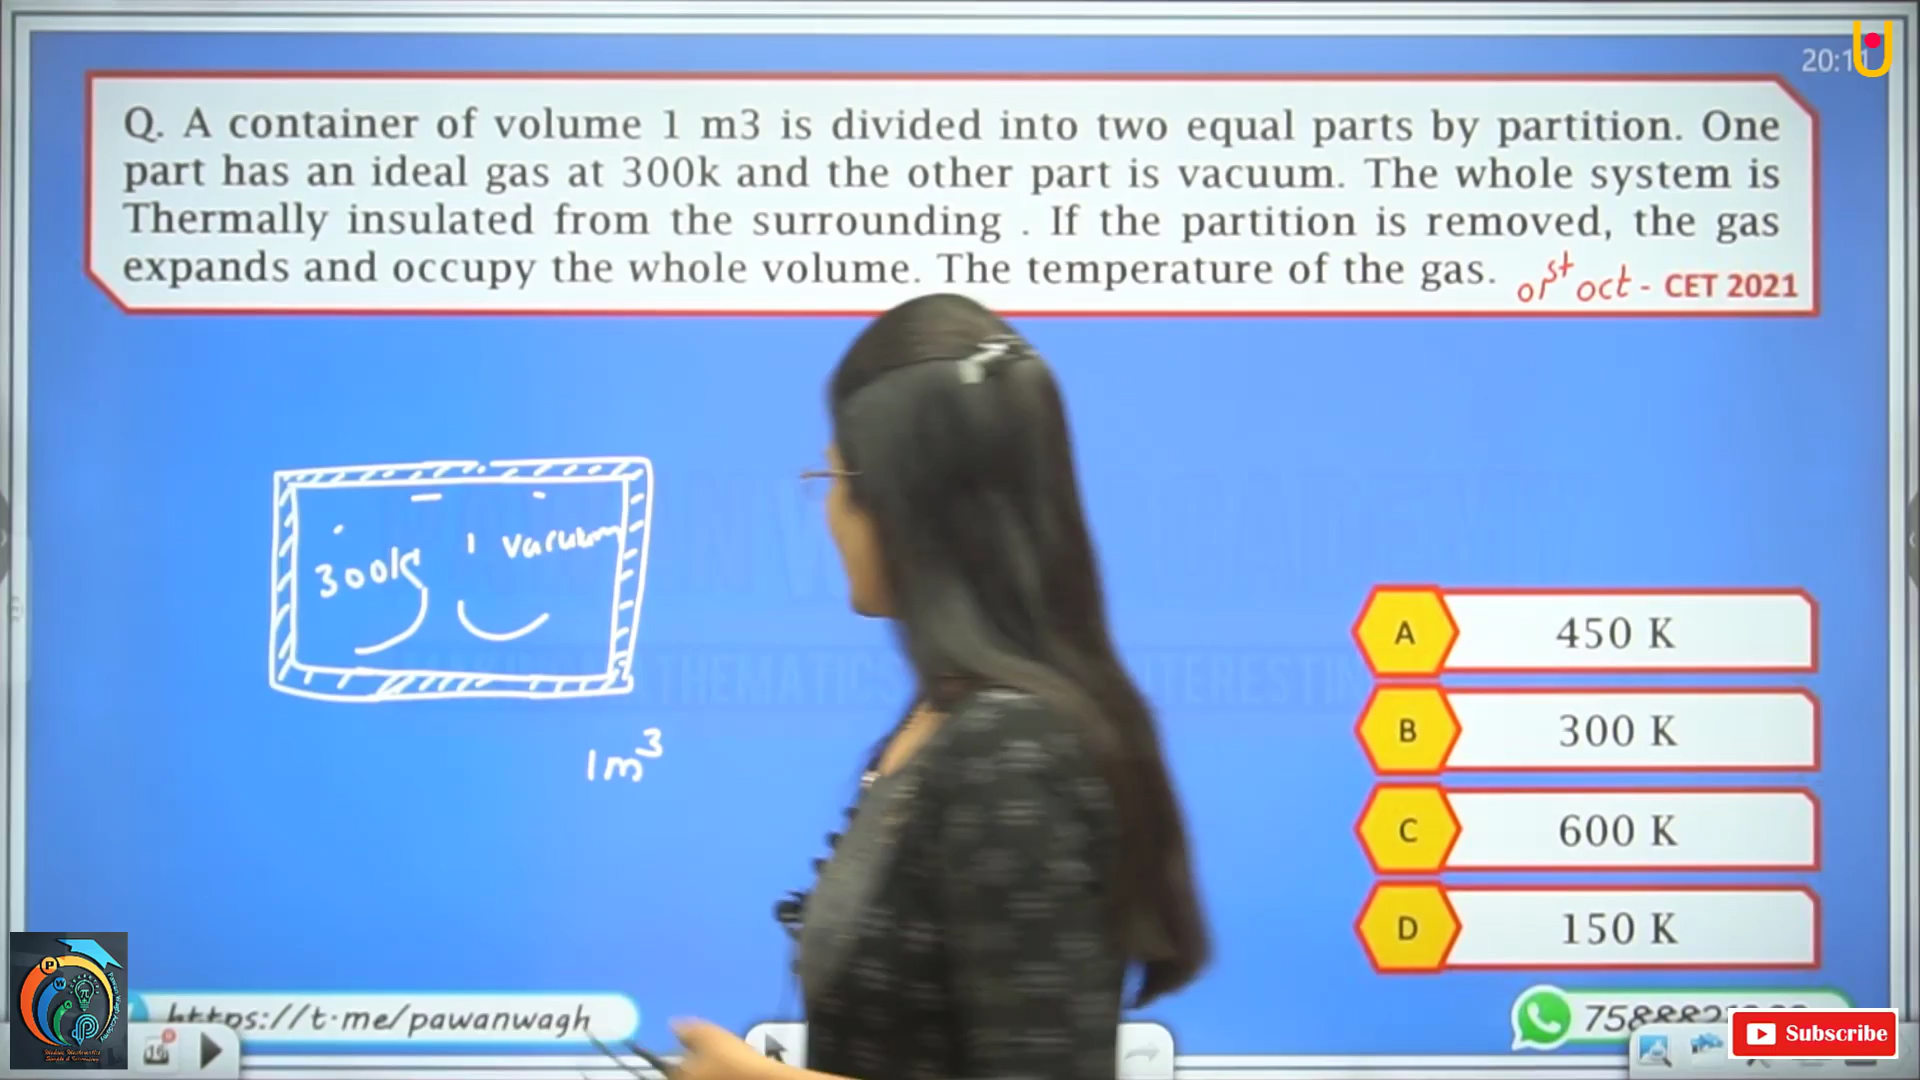 Q. A container of volume 1 m3 is divided into two equal parts by partition. One
part has an ideal gas at 300k and the other part is vacuum. The whole system is
Thermally insulated from the surrounding . If the partition is removed, the gas
expands and occupy the whole volume. The temperature of the gas.
01st oct - CET 2021
300k
vacuum
1m3
A 450 K
B 300 K
C 600 K
D 150 K
https://t.me/pawanwagh
Subscribe